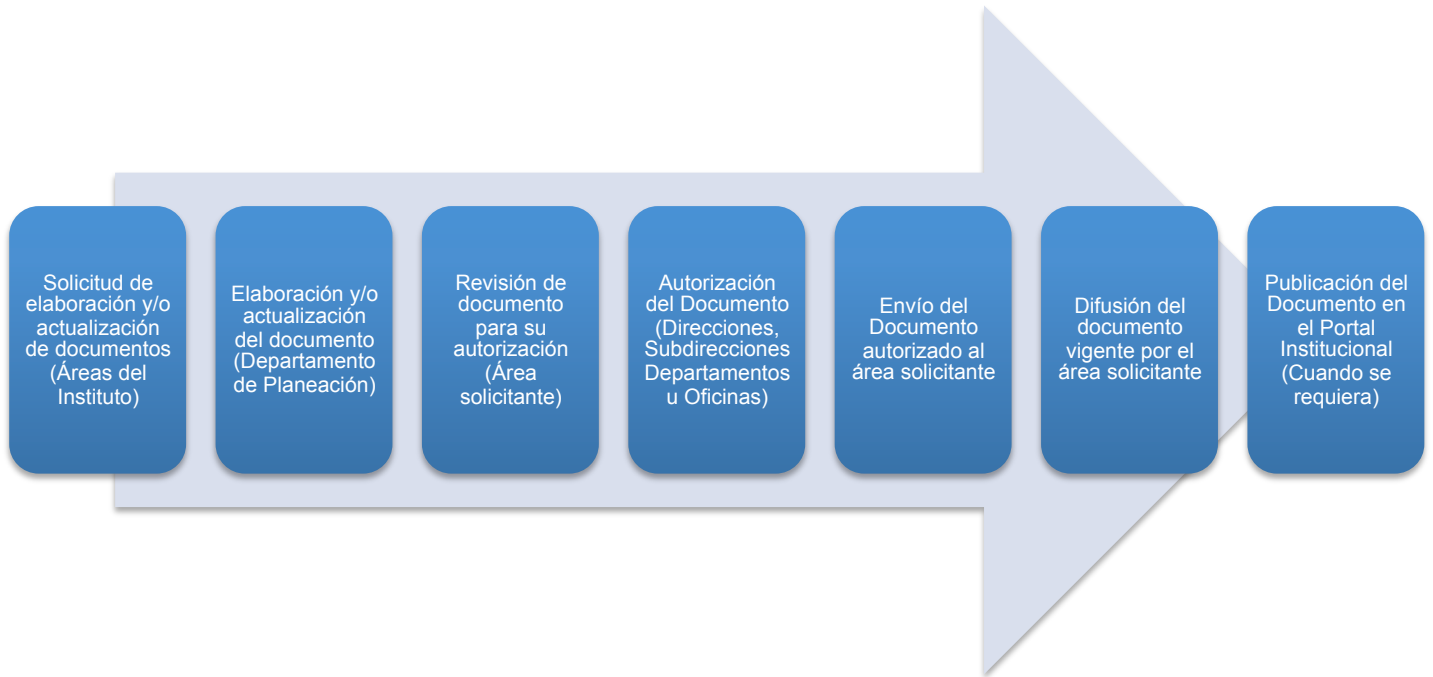 Solicitud de
elaboración y/o
actualización
de documentos
(Áreas del
Instituto)
Elaboración y/o
actualización
del documento
(Departamento
de Planeación)
Revisión de
documento
para su
autorización
(Área
solicitante)
Autorización
del Documento
(Direcciones,
Subdirecciones
Departamentos
u Oficinas)
Envío del
Documento
autorizado al
área solicitante
Difusión del
documento
vigente por el
área solicitante
Publicación del
Documento en
el Portal
Institucional
(Cuando se
requiera)